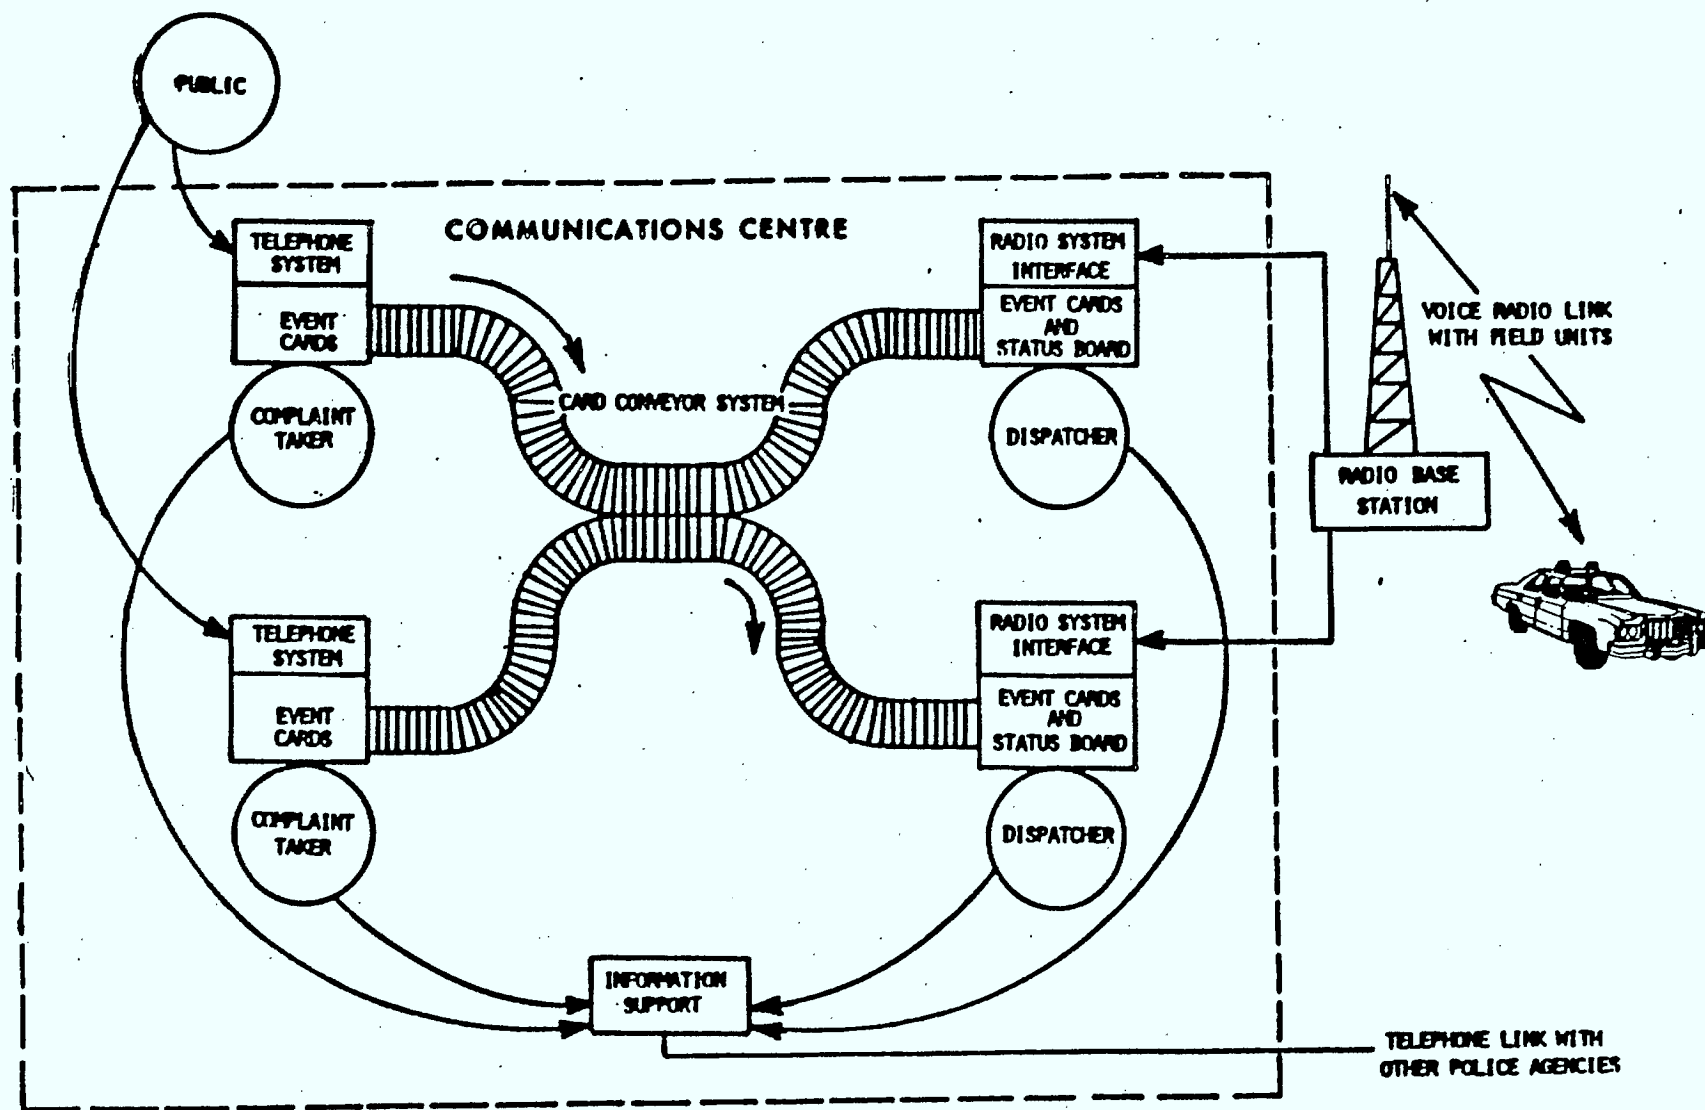 PUBLIC
COMMUNICATIONS CENTRE
TELEPHONE
SYSTEM
EVENT
CARDS
COMPLAINT
TAKER
CARD CONVEYOR SYSTEM
RADIO SYSTEM
INTERFACE
EVENT CARDS
AND
STATUS BOARD
DISPATCHER
VOICE RADIO LINK
WITH FIELD UNITS
RADIO BASE
STATION
TELEPHONE
SYSTEM
EVENT
CARDS
COMPLAINT
TAKER
RADIO SYSTEM
INTERFACE
EVENT CARDS
AND
STATUS BOARD
DISPATCHER
INFORMATION
SUPPORT
TELEPHONE LINK WITH
OTHER POLICE AGENCIES